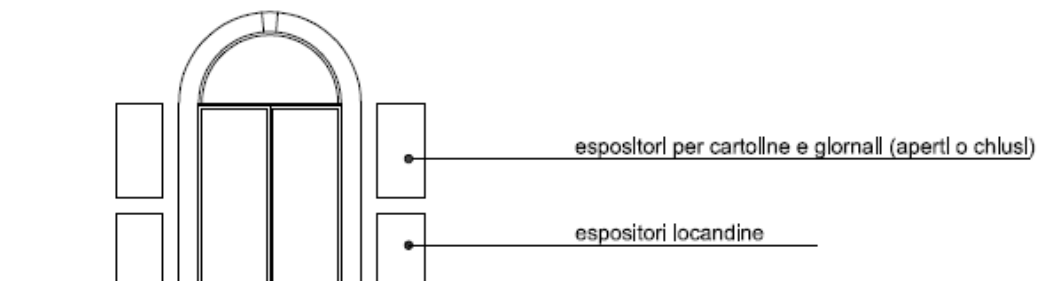 espositori per cartoline e giornali (aperti o chiusi)
espositori locandine